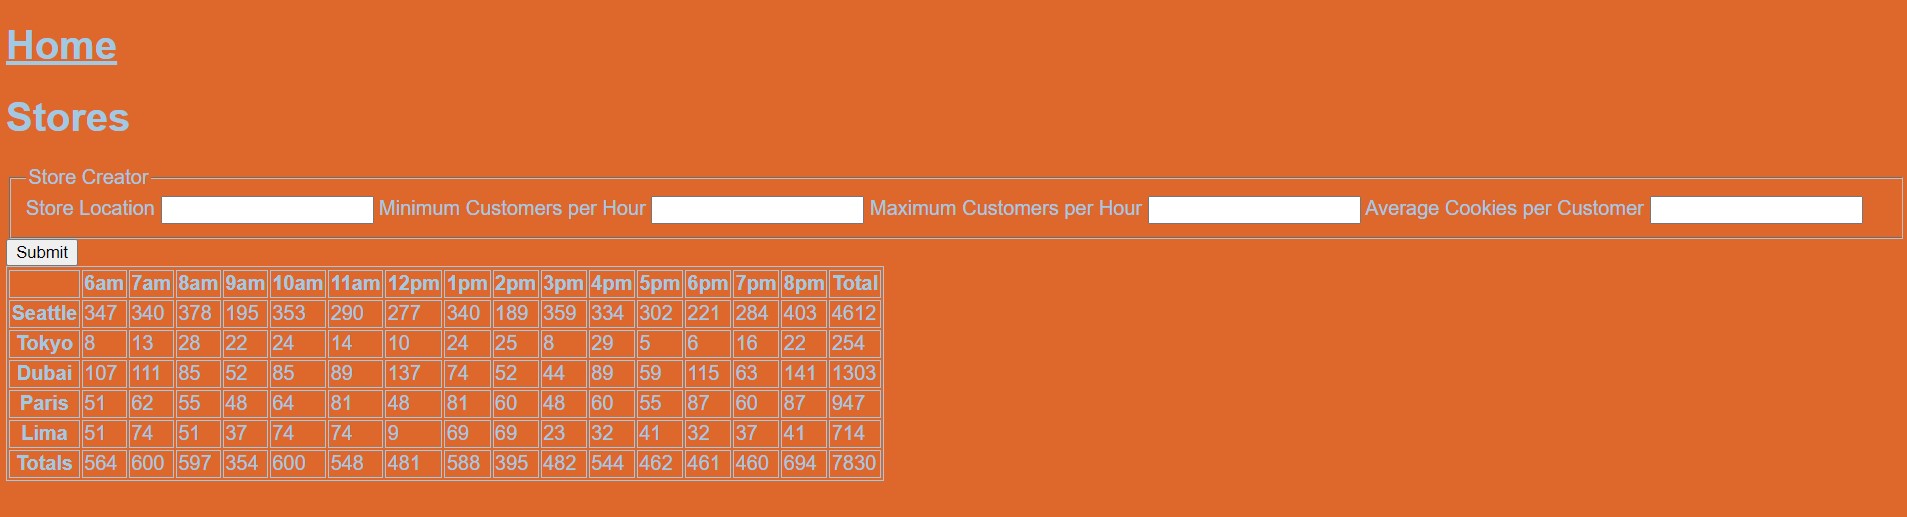 Home
Stores
Store Creator
Store Location Minimum Customers per Hour Maximum Customers per Hour Average Cookies per Customer
Submit
6am 7am 8am 9am 10am 11am 12pm 1pm 2pm 3pm 4pm 5pm 6pm 7pm 8pm Total
Seattle 347 340 378 195 353 290 277 340 189 359 334 302 221 284 403 4612
Tokyo 8 13 28 22 24 14 10 24 25 8 29 5 6 16 22 254
Dubai 107 111 85 52 85 89 137 74 52 44 89 59 115 63 141 1303
Paris 51 62 55 48 64 81 48 81 60 48 60 55 87 60 87 947
Lima 51 74 51 37 74 74 9 69 69 23 32 41 32 37 41 714
Totals 564 600 597 354 600 548 481 588 395 482 544 462 461 460 694 7830